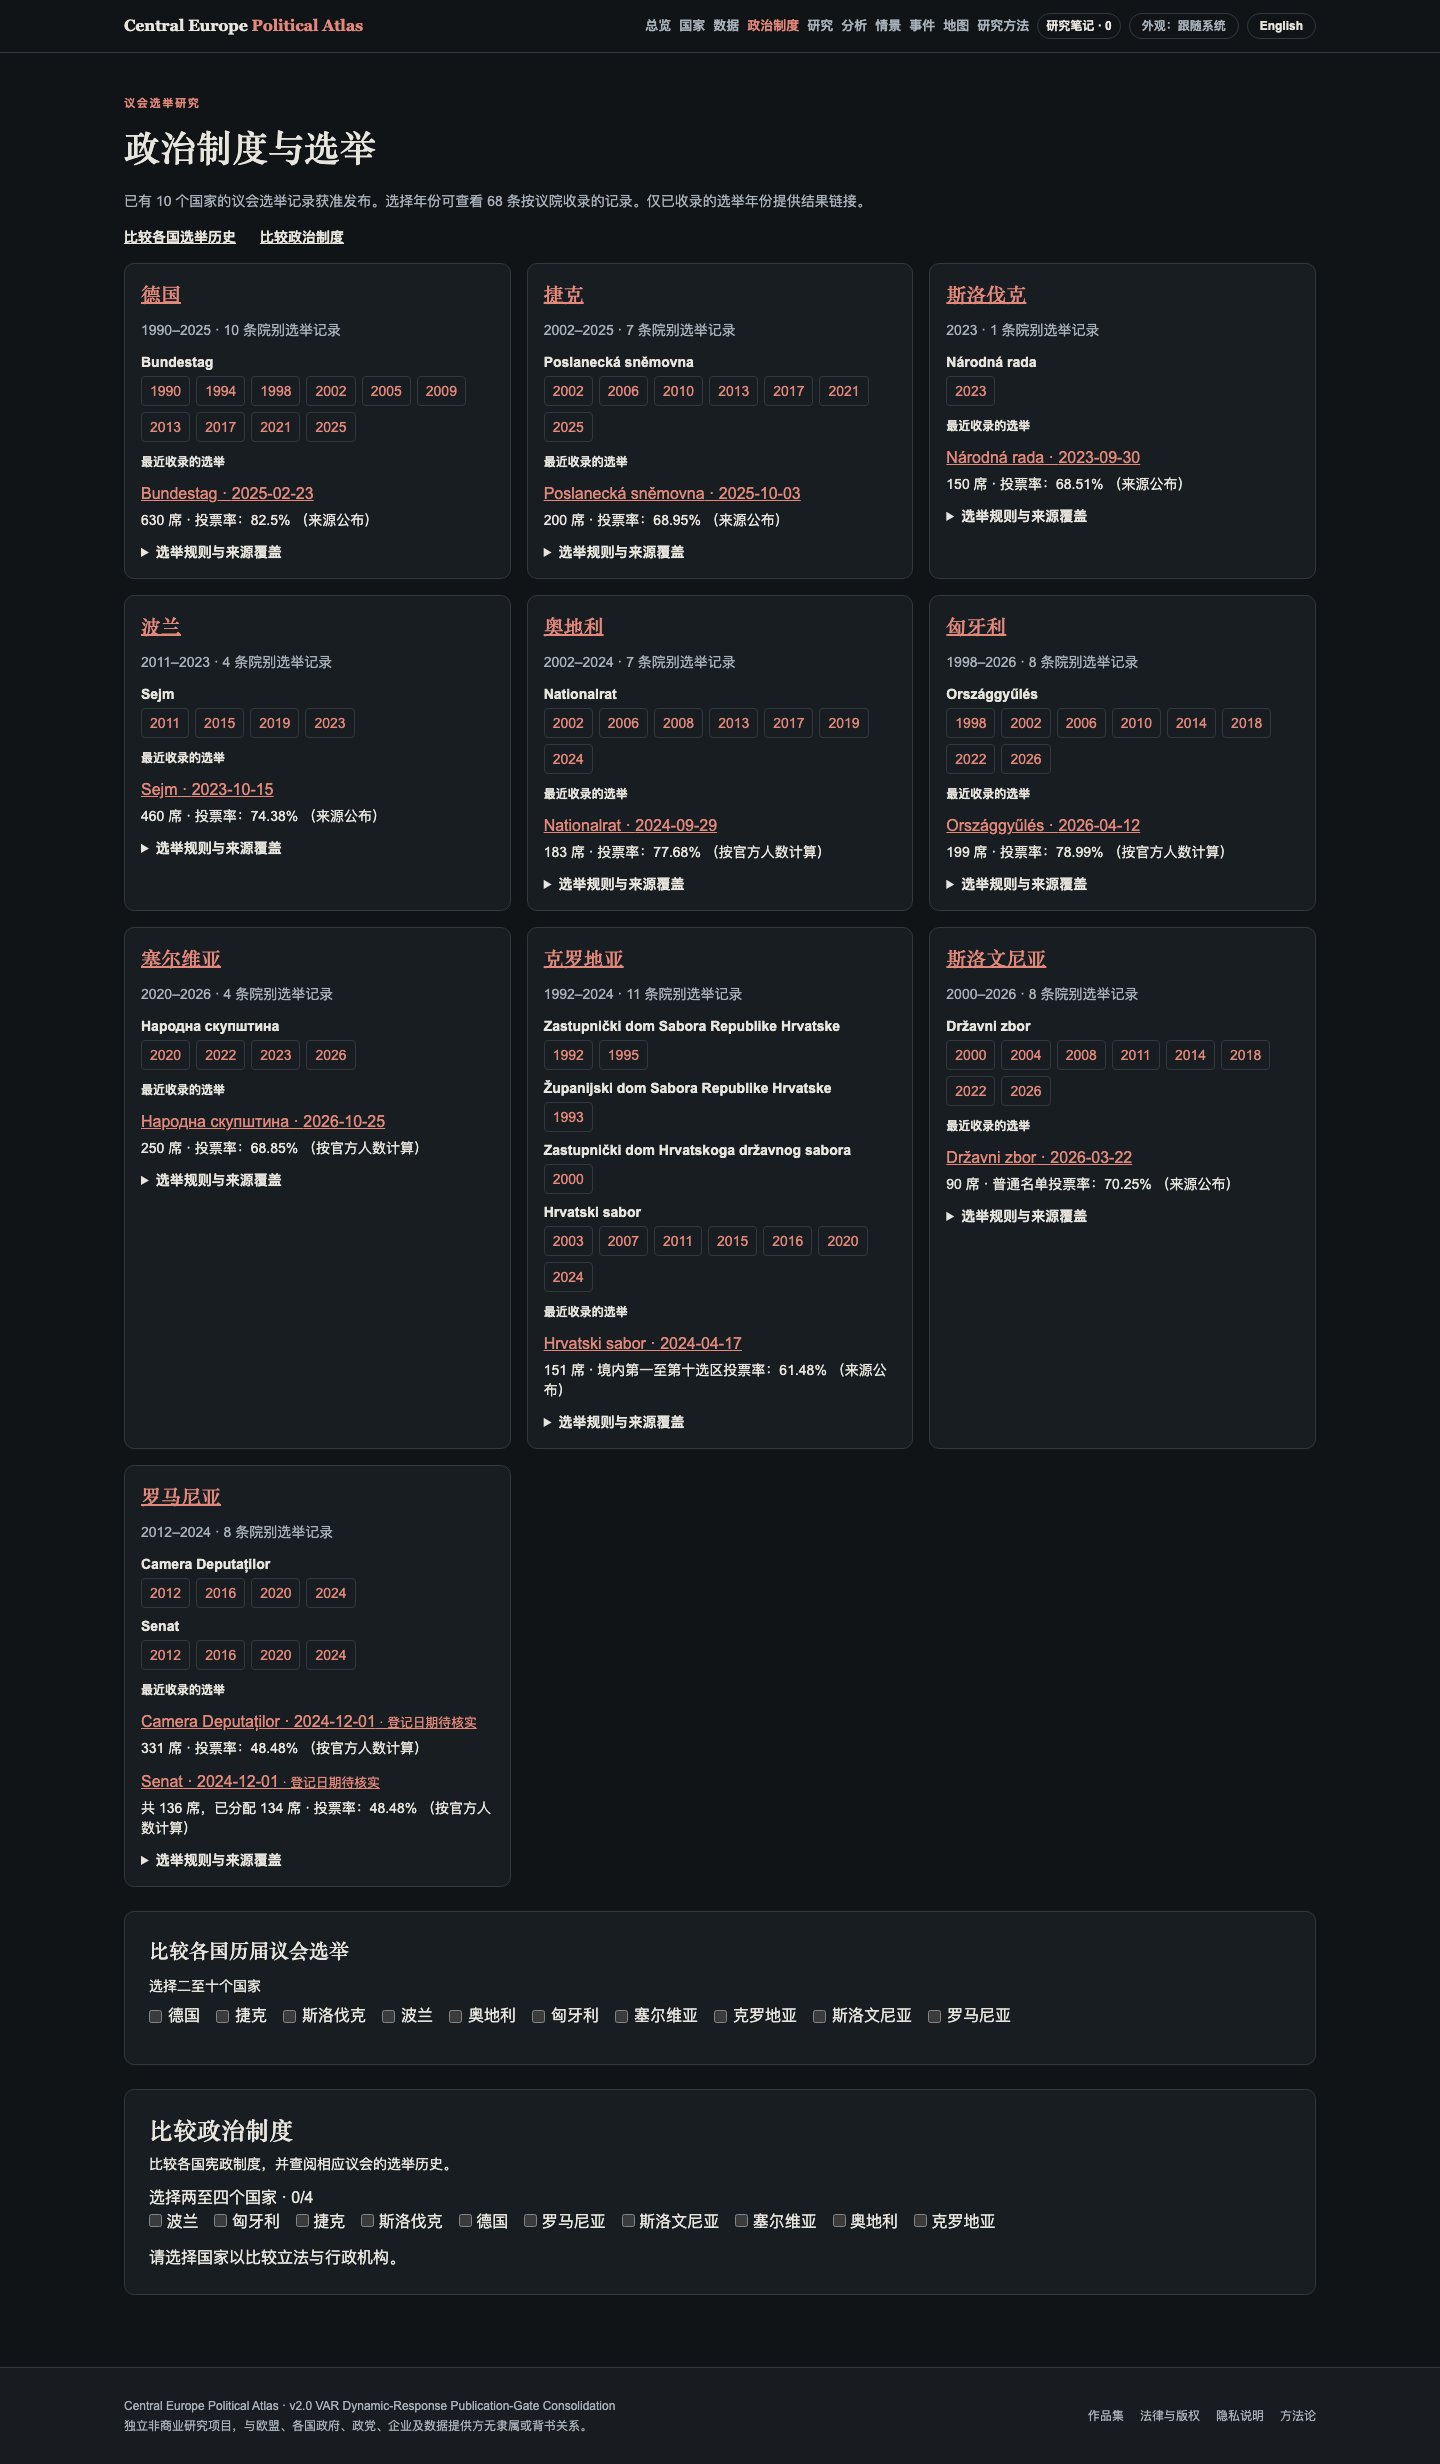 Central Europe Political Atlas
总览 国家 数据 政治制度 研究 分析 情景 事件 地图 研究方法 研究笔记 · 0 外观：跟随系统 English
议会选举研究
政治制度与选举
已有 10 个国家的议会选举记录获准发布。选择年份可查看 68 条按议院收录的记录。仅已收录的选举年份提供结果链接。
比较各国选举历史 比较政治制度
德国
1990–2025 · 10 条院别选举记录
Bundestag
1990 1994 1998 2002 2005 2009
2013 2017 2021 2025
最近收录的选举
Bundestag · 2025-02-23
630 席 · 投票率：82.5% （来源公布）
▶ 选举规则与来源覆盖
捷克
2002–2025 · 7 条院别选举记录
Poslanecká sněmovna
2002 2006 2010 2013 2017 2021
2025
最近收录的选举
Poslanecká sněmovna · 2025-10-03
200 席 · 投票率：68.95% （来源公布）
▶ 选举规则与来源覆盖
斯洛伐克
2023 · 1 条院别选举记录
Národná rada
2023
最近收录的选举
Národná rada · 2023-09-30
150 席 · 投票率：68.51% （来源公布）
▶ 选举规则与来源覆盖
波兰
2011–2023 · 4 条院别选举记录
Sejm
2011 2015 2019 2023
最近收录的选举
Sejm · 2023-10-15
460 席 · 投票率：74.38% （来源公布）
▶ 选举规则与来源覆盖
奥地利
2002–2024 · 7 条院别选举记录
Nationalrat
2002 2006 2008 2013 2017 2019
2024
最近收录的选举
Nationalrat · 2024-09-29
183 席 · 投票率：77.68% （按官方人数计算）
▶ 选举规则与来源覆盖
匈牙利
1998–2026 · 8 条院别选举记录
Országgyűlés
1998 2002 2006 2010 2014 2018
2022 2026
最近收录的选举
Országgyűlés · 2026-04-12
199 席 · 投票率：78.99% （按官方人数计算）
▶ 选举规则与来源覆盖
塞尔维亚
2020–2026 · 4 条院别选举记录
Народна скупштина
2020 2022 2023 2026
最近收录的选举
Народна скупштина · 2026-10-25
250 席 · 投票率：68.85% （按官方人数计算）
▶ 选举规则与来源覆盖
克罗地亚
1992–2024 · 11 条院别选举记录
Zastupnički dom Sabora Republike Hrvatske
1992 1995
Županijski dom Sabora Republike Hrvatske
1993
Zastupnički dom Hrvatskoga državnog sabora
2000
Hrvatski sabor
2003 2007 2011 2015 2016 2020
2024
最近收录的选举
Hrvatski sabor · 2024-04-17
151 席 · 境内第一至第十选区投票率：61.48% （来源公
布）
▶ 选举规则与来源覆盖
斯洛文尼亚
2000–2026 · 8 条院别选举记录
Državni zbor
2000 2004 2008 2011 2014 2018
2022 2026
最近收录的选举
Državni zbor · 2026-03-22
90 席 · 普通名单投票率：70.25% （来源公布）
▶ 选举规则与来源覆盖
罗马尼亚
2012–2024 · 8 条院别选举记录
Camera Deputaților
2012 2016 2020 2024
Senat
2012 2016 2020 2024
最近收录的选举
Camera Deputaților · 2024-12-01 · 登记日期待核实
331 席 · 投票率：48.48% （按官方人数计算）
Senat · 2024-12-01 · 登记日期待核实
共 136 席，已分配 134 席 · 投票率：48.48% （按官方人
数计算）
▶ 选举规则与来源覆盖
比较各国历届议会选举
选择二至十个国家
德国 捷克 斯洛伐克 波兰 奥地利 匈牙利 塞尔维亚 克罗地亚 斯洛文尼亚 罗马尼亚
比较政治制度
比较各国宪政制度，并查阅相应议会的选举历史。
选择两至四个国家 · 0/4
波兰 匈牙利 捷克 斯洛伐克 德国 罗马尼亚 斯洛文尼亚 塞尔维亚 奥地利 克罗地亚
请选择国家以比较立法与行政机构。
Central Europe Political Atlas · v2.0 VAR Dynamic-Response Publication-Gate Consolidation
独立非商业研究项目，与欧盟、各国政府、政党、企业及数据提供方无隶属或背书关系。
作品集 法律与版权 隐私说明 方法论